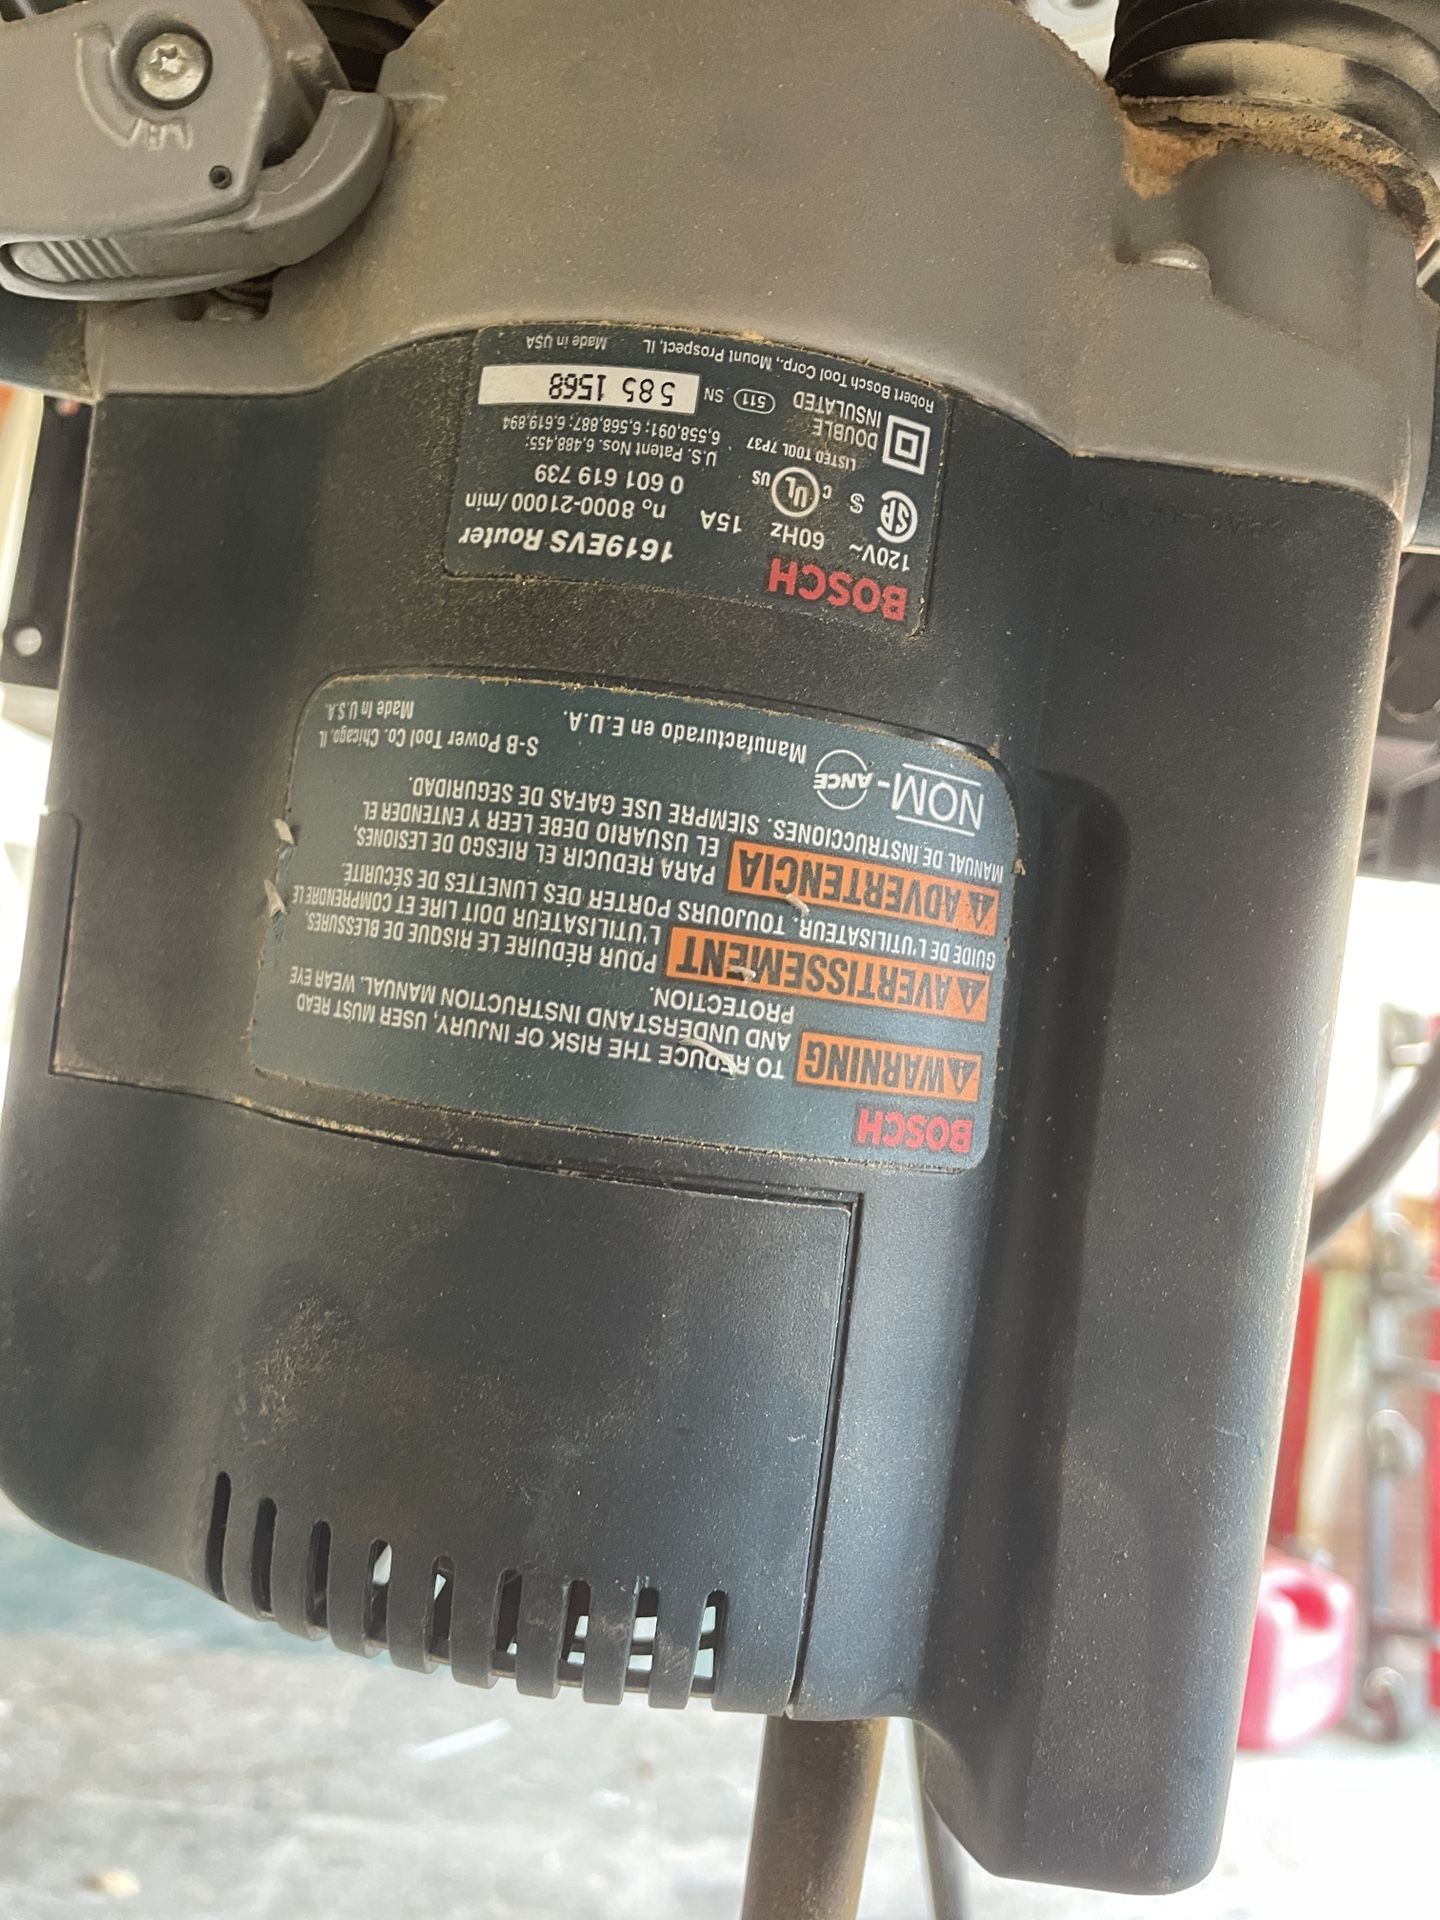 BOSCH
WARNING TO REDUCE THE RISK OF INJURY, USER MUST READ
AND UNDERSTAND INSTRUCTION MANUAL. WEAR EYE
PROTECTION.
AVERTISSEMENT POUR RÉDUIRE LE RISQUE DE BLESSURES,
L'UTILISATEUR DOIT LIRE ET COMPRENDRE LE
GUIDE DE L'UTILISATEUR. TOUJOURS PORTER DES LUNETTES DE SÉCURITÉ.
ADVERTENCIA PARA REDUCIR EL RIESGO DE LESIONES,
EL USUARIO DEBE LEER Y ENTENDER EL
MANUAL DE INSTRUCCIONES. SIEMPRE USE GAFAS DE SEGURIDAD.
NOM-ANCE
Manufacturado en E.U.A.
S-B Power Tool Co. Chicago, IL
Made In U.S.A.
BOSCH
1619EVS Router
120V~ 60Hz 15A
n₀ 8000-21000 /min
0 601 619 739
SA S C UL US
LISTED TOOL 7P37
DOUBLE
INSULATED
U.S. Patent Nos. 6,488,455;
6,558,091; 6,568,887; 6,619,894
511 SN 585 1568
Robert Bosch Tool Corp., Mount Prospect, IL Made in USA